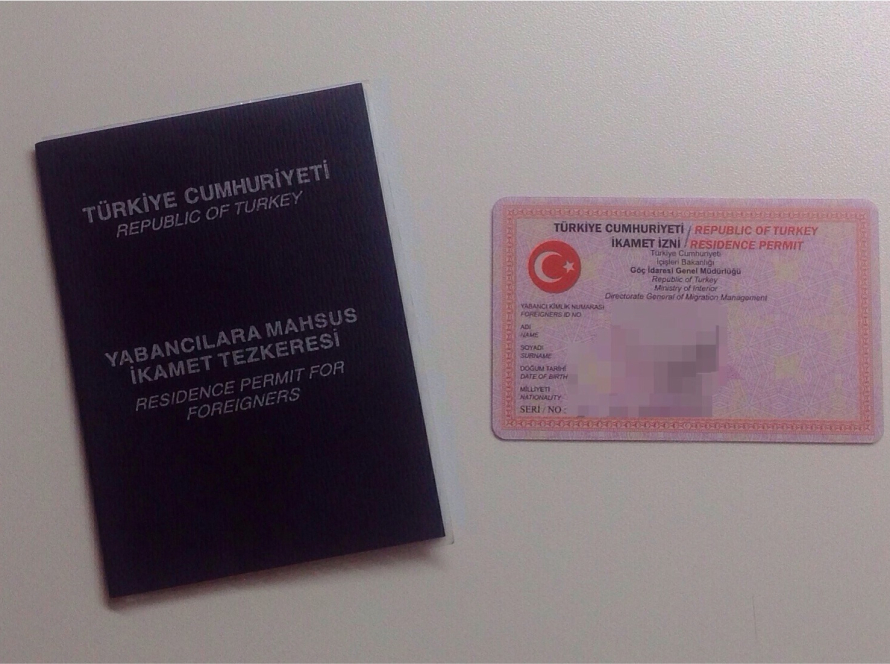 TÜRKİYE CUMHURİYETİ
REPUBLIC OF TURKEY
YABANCILARA MAHSUS
İKAMET TEZKERESİ
RESIDENCE PERMIT FOR
FOREIGNERS
TÜRKİYE CUMHURİYETİ / REPUBLIC OF TURKEY
İKAMET İZNİ / RESIDENCE PERMIT
Türkiye Cumhuriyeti
İçişleri Bakanlığı
Göç İdaresi Genel Müdürlüğü
Republic of Turkey
Ministry of Interior
Directorate General of Migration Management
YABANCI KİMLİK NUMARASI
FOREIGNERS ID NO
ADI
NAME
SOYADI
SURNAME
DOĞUM TARİHİ
DATE OF BIRTH
MİLLİYETİ
NATIONALITY
SERİ / NO :